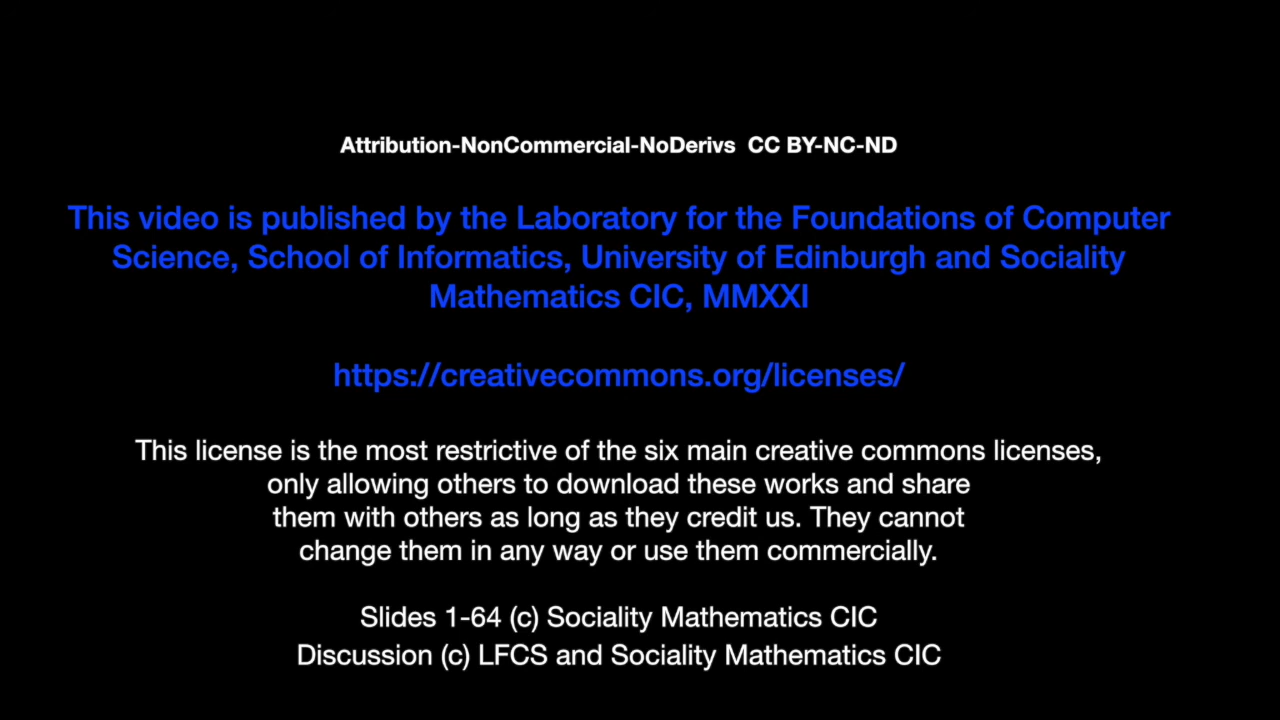 Attribution-NonCommercial-NoDerivs  CC BY-NC-ND
This video is published by the Laboratory for the Foundations of Computer
Science, School of Informatics, University of Edinburgh and Sociality
Mathematics CIC, MMXXI
https://creativecommons.org/licenses/
This license is the most restrictive of the six main creative commons licenses,
only allowing others to download these works and share
them with others as long as they credit us. They cannot
change them in any way or use them commercially.
Slides 1-64 (c) Sociality Mathematics CIC
Discussion (c) LFCS and Sociality Mathematics CIC